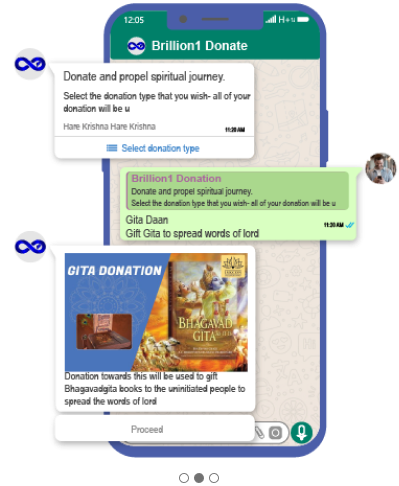 12:05
H+
Brillion1 Donate
Donate and propel spiritual journey.
Select the donation type that you wish- all of your
donation will be u
Hare Krishna Hare Krishna
11:20 AM
Select donation type
Brillion1 Donation
Donate and propel spiritual journey.
Select the donation type that you wish- all of your donation will be u
Gita Daan
11:20 AM
Gift Gita to spread words of lord
GITA DONATION
BHAGAVAD
GITA
Donation towards this will be used to gift
Bhagavadgita books to the uninitiated people to
spread the words of lord
Proceed